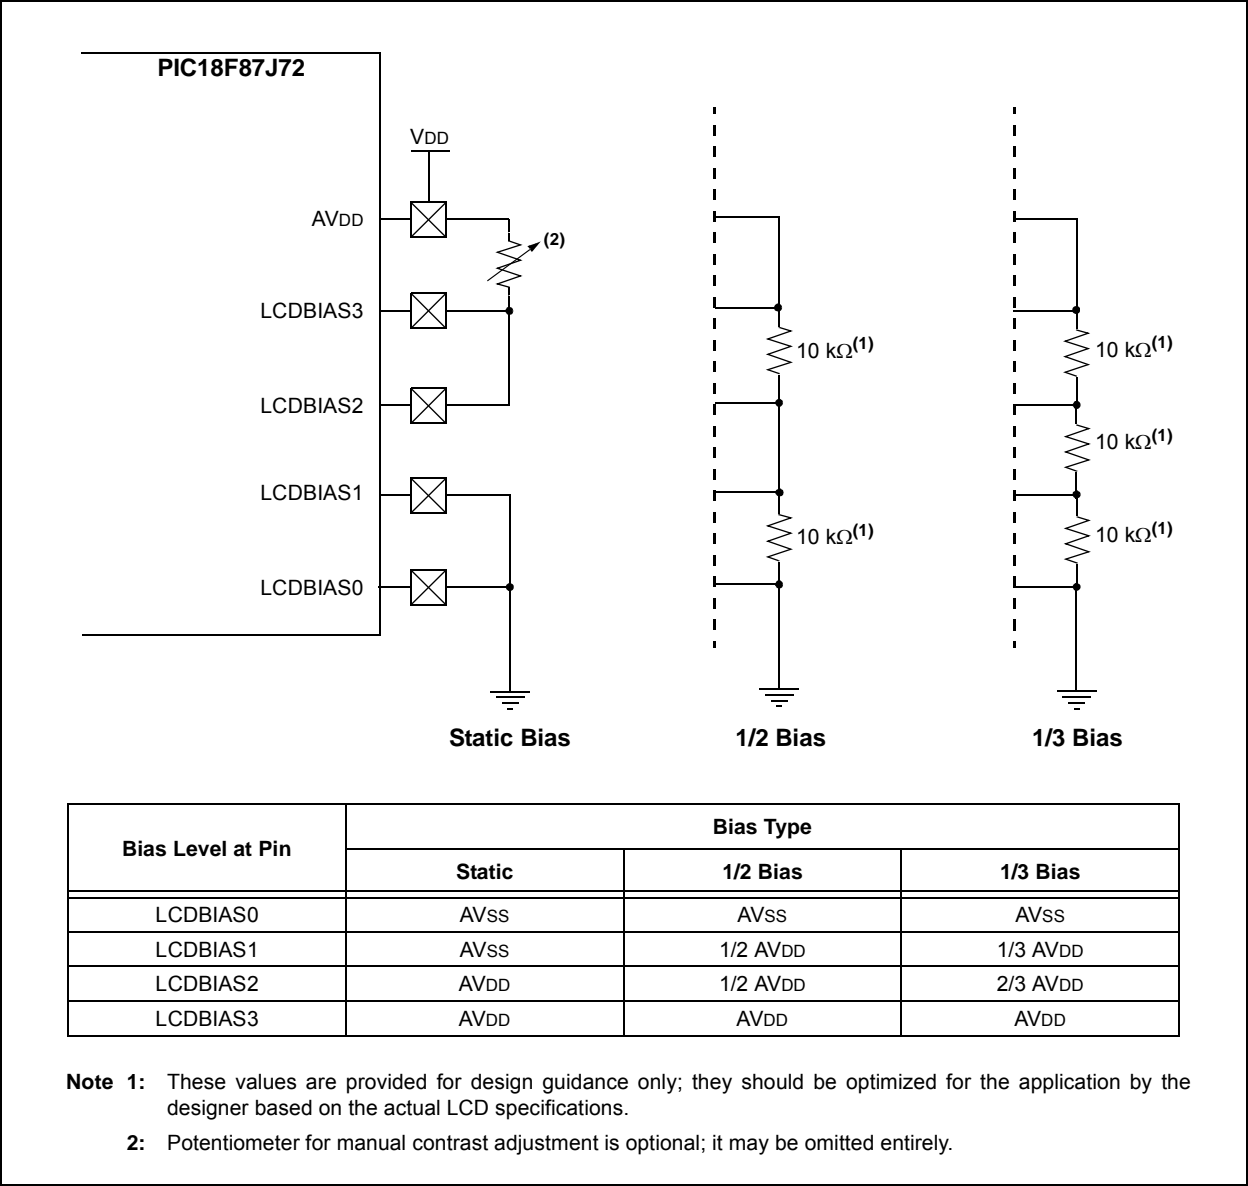 PIC18F87J72
VDD
AVDD
(2)
LCDBIAS3
10 kΩ(1)
10 kΩ(1)
LCDBIAS2
10 kΩ(1)
LCDBIAS1
10 kΩ(1)
10 kΩ(1)
LCDBIAS0
Static Bias
1/2 Bias
1/3 Bias
Bias Level at Pin
Bias Type
Static
1/2 Bias
1/3 Bias
LCDBIAS0 AVSS AVSS AVSS
LCDBIAS1 AVSS 1/2 AVDD 1/3 AVDD
LCDBIAS2 AVDD 1/2 AVDD 2/3 AVDD
LCDBIAS3 AVDD AVDD AVDD
Note 1: These values are provided for design guidance only; they should be optimized for the application by the
designer based on the actual LCD specifications.
2: Potentiometer for manual contrast adjustment is optional; it may be omitted entirely.